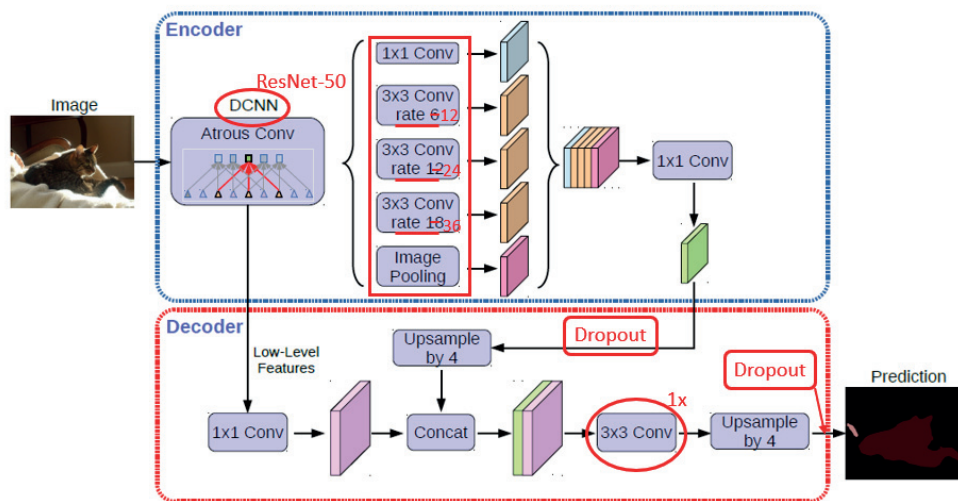 Encoder
ResNet-50
Image
DCNN
Atrous Conv
1x1 Conv
3x3 Conv
rate 6 12
3x3 Conv
rate 12 24
3x3 Conv
rate 18 36
Image
Pooling
1x1 Conv
Decoder
Low-Level
Features
Upsample
by 4
Dropout
Dropout
Prediction
1x1 Conv
Concat
1x
3x3 Conv
Upsample
by 4